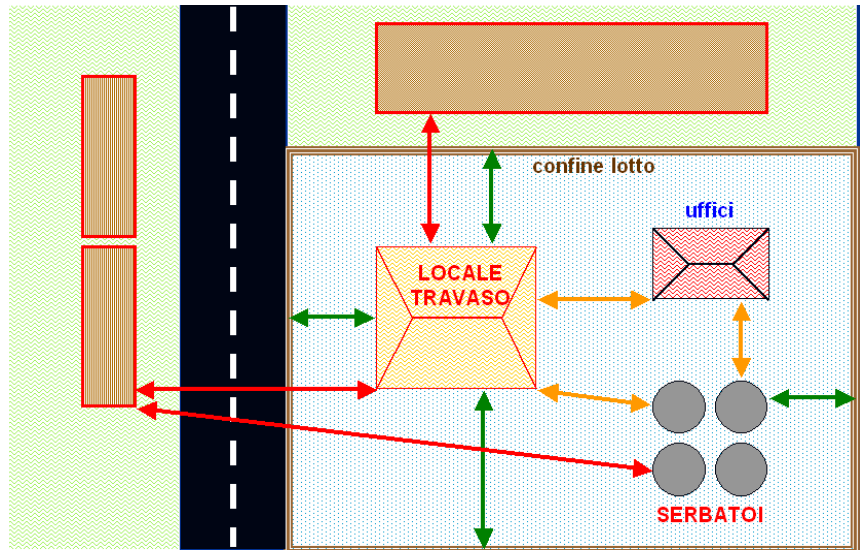 confine lotto
uffici
LOCALE
TRAVASO
SERBATOI